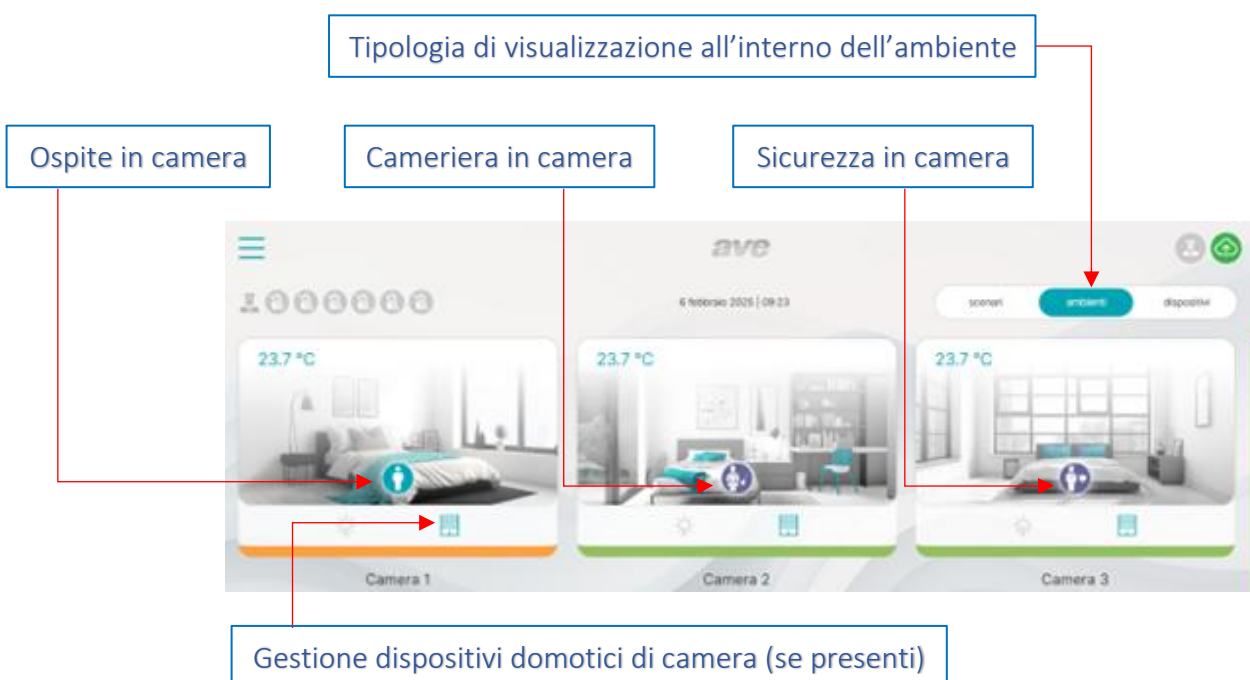 Tipologia di visualizzazione all'interno dell'ambiente
Ospite in camera
Cameriera in camera
Sicurezza in camera
ave
6 febbraio 2025 | 09:23
scenari
ambienti
dispositivi
23.7 °C
23.7 °C
23.7 °C
Camera 1
Camera 2
Camera 3
Gestione dispositivi domotici di camera (se presenti)